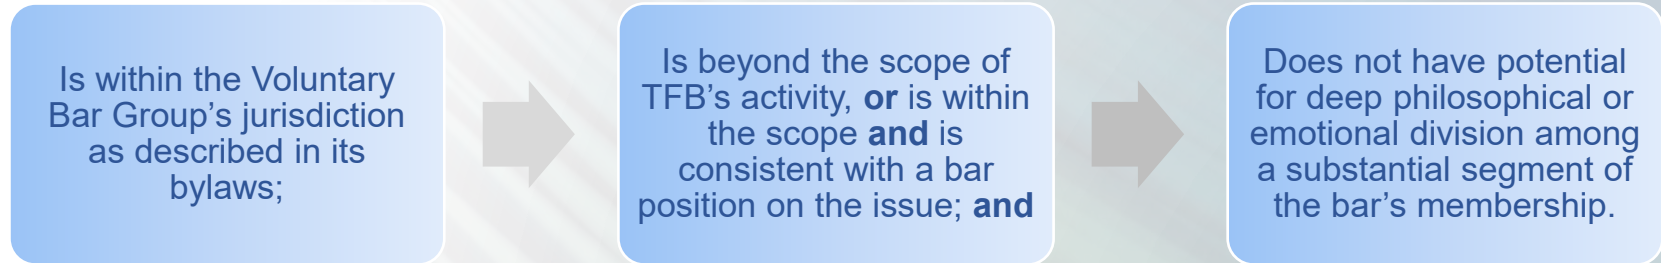 Is within the Voluntary
Bar Group’s jurisdiction
as described in its
bylaws;
Is beyond the scope of
TFB’s activity, or is within
the scope and is
consistent with a bar
position on the issue; and
Does not have potential
for deep philosophical or
emotional division among
a substantial segment of
the bar’s membership.